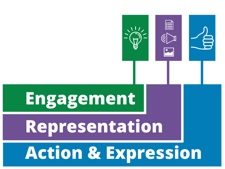 Engagement
Representation
Action & Expression